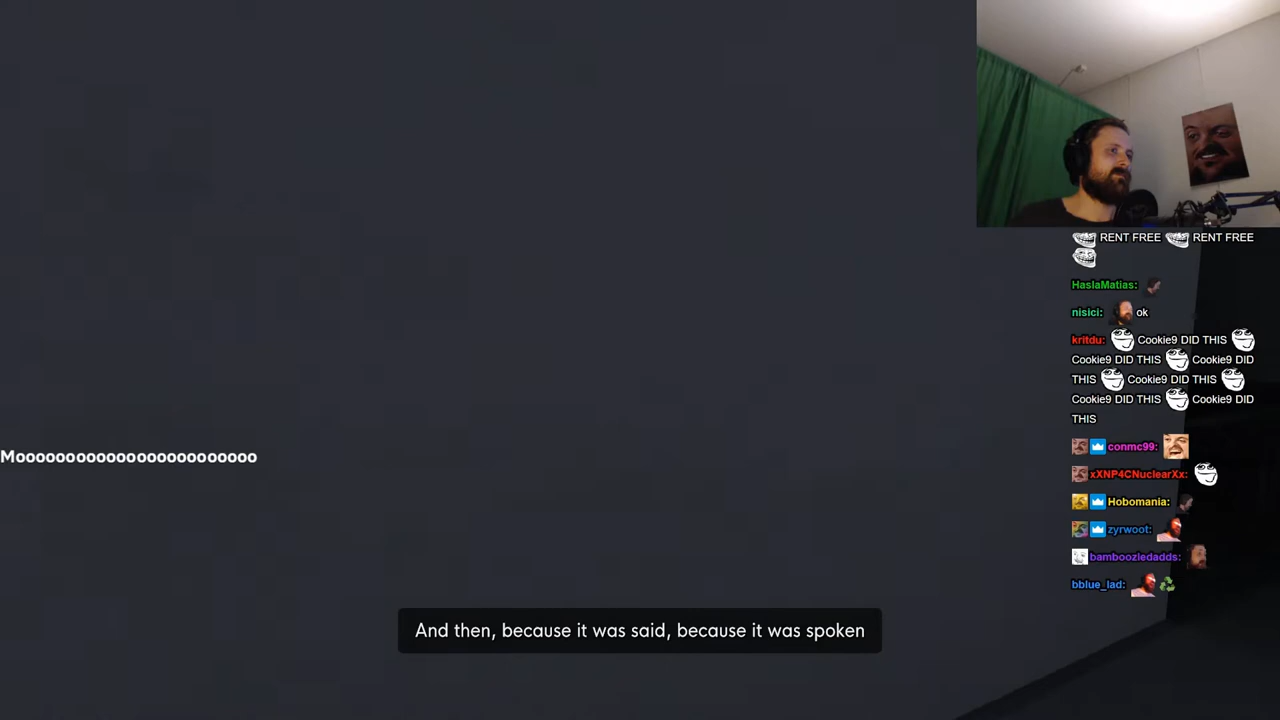 RENT FREE RENT FREE
HaslaMatias:
nisici: ok
kritdu: Cookie9 DID THIS
Cookie9 DID THIS Cookie9 DID
THIS Cookie9 DID THIS
Cookie9 DID THIS Cookie9 DID
THIS
Moooooooooooooooooooooooo
conmc99:
xXNP4CNuclearXx:
Hobomania:
zyrwoot:
bamboozledadds:
bblue_lad:
And then, because it was said, because it was spoken